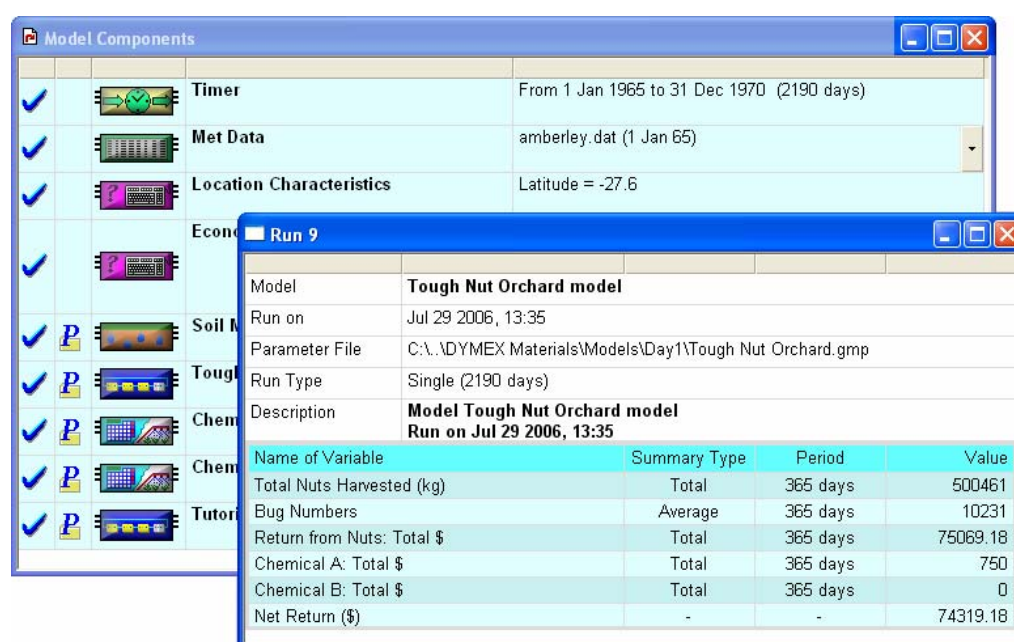 Model Components
Timer From 1 Jan 1965 to 31 Dec 1970 (2190 days)
Met Data amberley.dat (1 Jan 65)
Location Characteristics Latitude = -27.6
Econo
Soil M
Tough
Chem
Chem
Tutori
P
P
P
P
P
Run 9
Model Tough Nut Orchard model
Run on Jul 29 2006, 13:35
Parameter File C:\..\DYMEX Materials\Models\Day1\Tough Nut Orchard.gmp
Run Type Single (2190 days)
Description Model Tough Nut Orchard model
Run on Jul 29 2006, 13:35
Name of Variable Summary Type Period Value
Total Nuts Harvested (kg) Total 365 days 500461
Bug Numbers Average 365 days 10231
Return from Nuts: Total $ Total 365 days 75069.18
Chemical A: Total $ Total 365 days 750
Chemical B: Total $ Total 365 days 0
Net Return ($) - - 74319.18